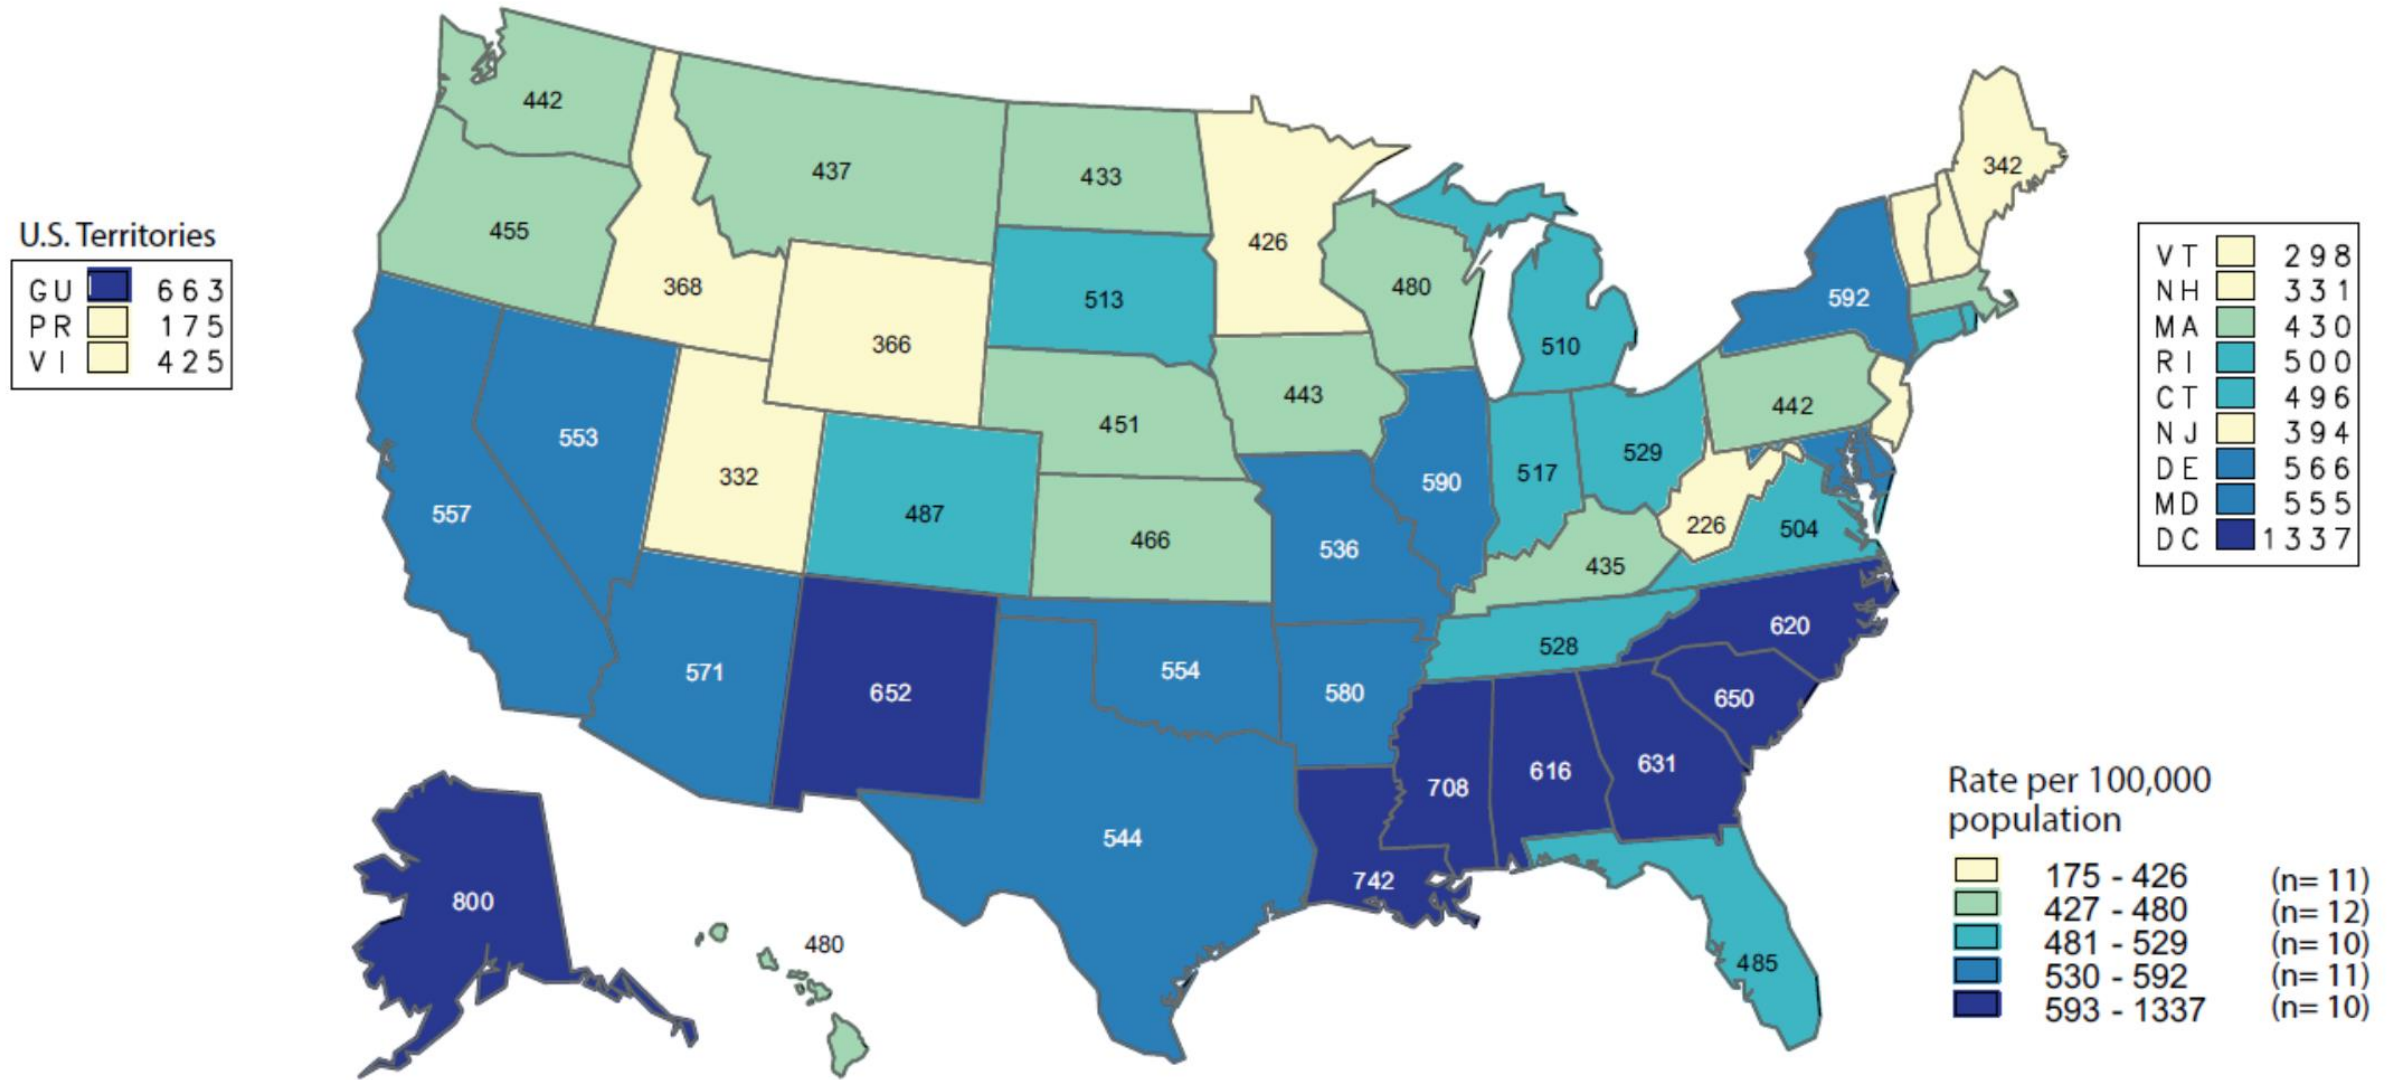 U.S. Territories
GU 663
PR 175
VI 425
442
455
437
433
426
342
368
366
513
480
510
592
553
332
451
443
442
557
487
466
536
590
517
529
226
504
435
571
652
554
580
528
620
650
544
742
708
616
631
485
800
480
VT 298
NH 331
MA 430
RI 500
CT 496
NJ 394
DE 566
MD 555
DC 1337
Rate per 100,000
population
175 - 426 (n= 11)
427 - 480 (n= 12)
481 - 529 (n= 10)
530 - 592 (n= 11)
593 - 1337 (n= 10)